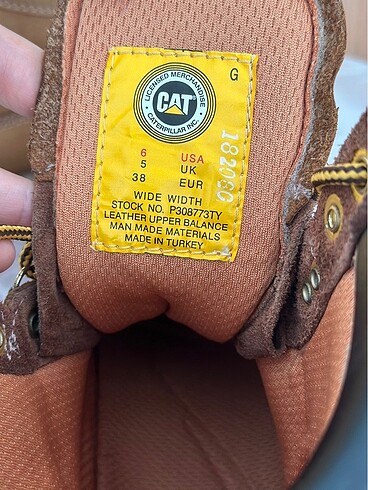 G
LICENSED MERCHANDISE
CAT
CATERPILLAR INC.
6 USA
5 UK
38 EUR
WIDE WIDTH
STOCK NO. P308773TY
LEATHER UPPER BALANCE
MAN MADE MATERIALS
MADE IN TURKEY